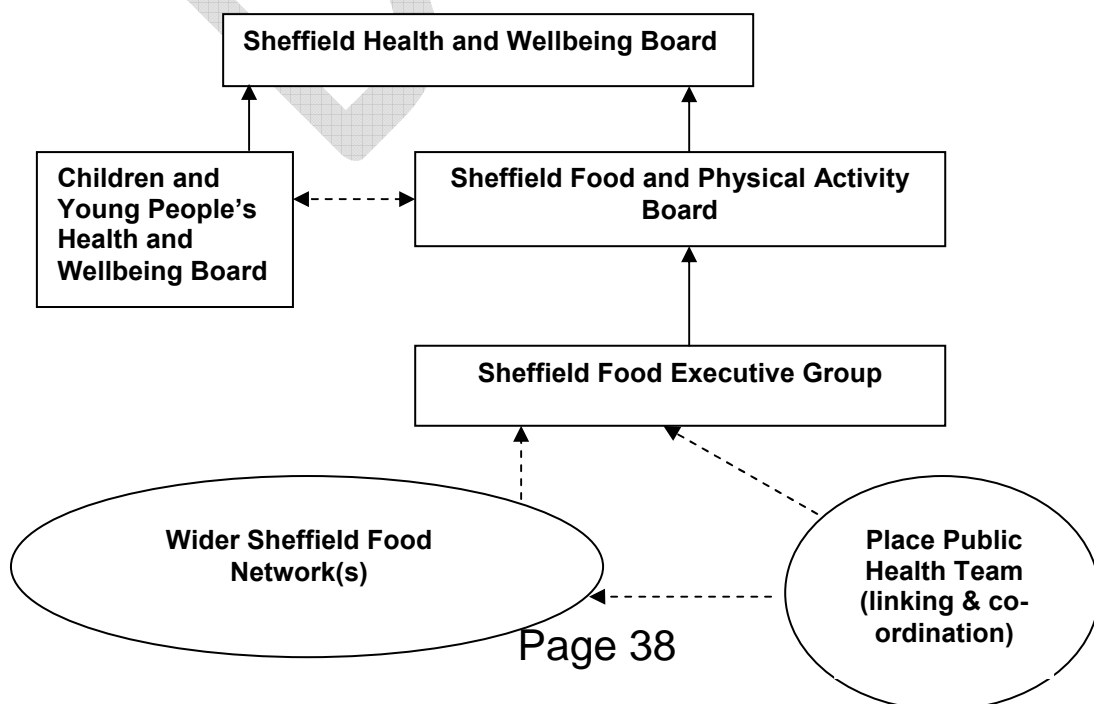 Sheffield Health and Wellbeing Board
Children and
Young People’s
Health and
Wellbeing Board
Sheffield Food and Physical Activity
Board
Sheffield Food Executive Group
Wider Sheffield Food
Network(s)
Place Public
Health Team
(linking & co-
ordination)
Page 38